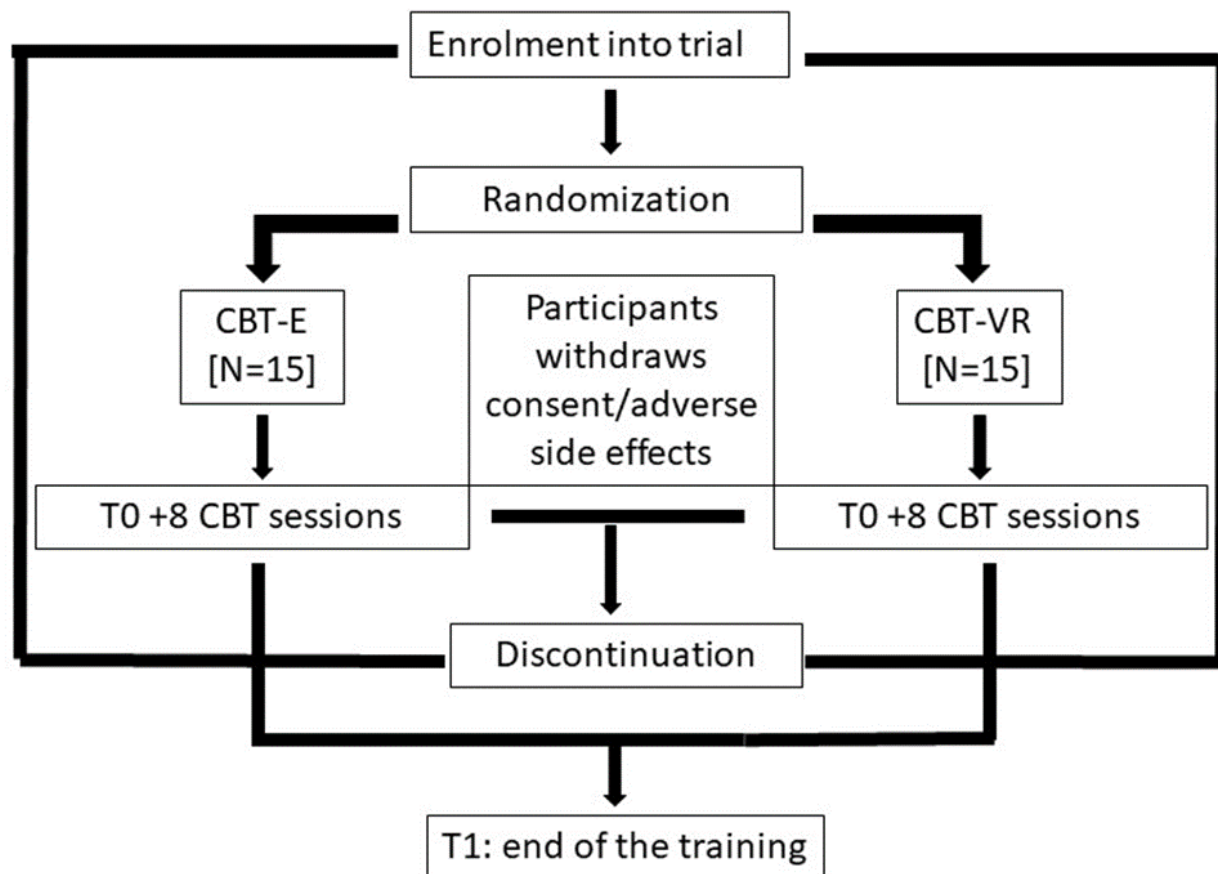 Enrolment into trial
Randomization
CBT-E
[N=15]
Participants
withdraws
consent/adverse
side effects
CBT-VR
[N=15]
T0 +8 CBT sessions
T0 +8 CBT sessions
Discontinuation
T1: end of the training